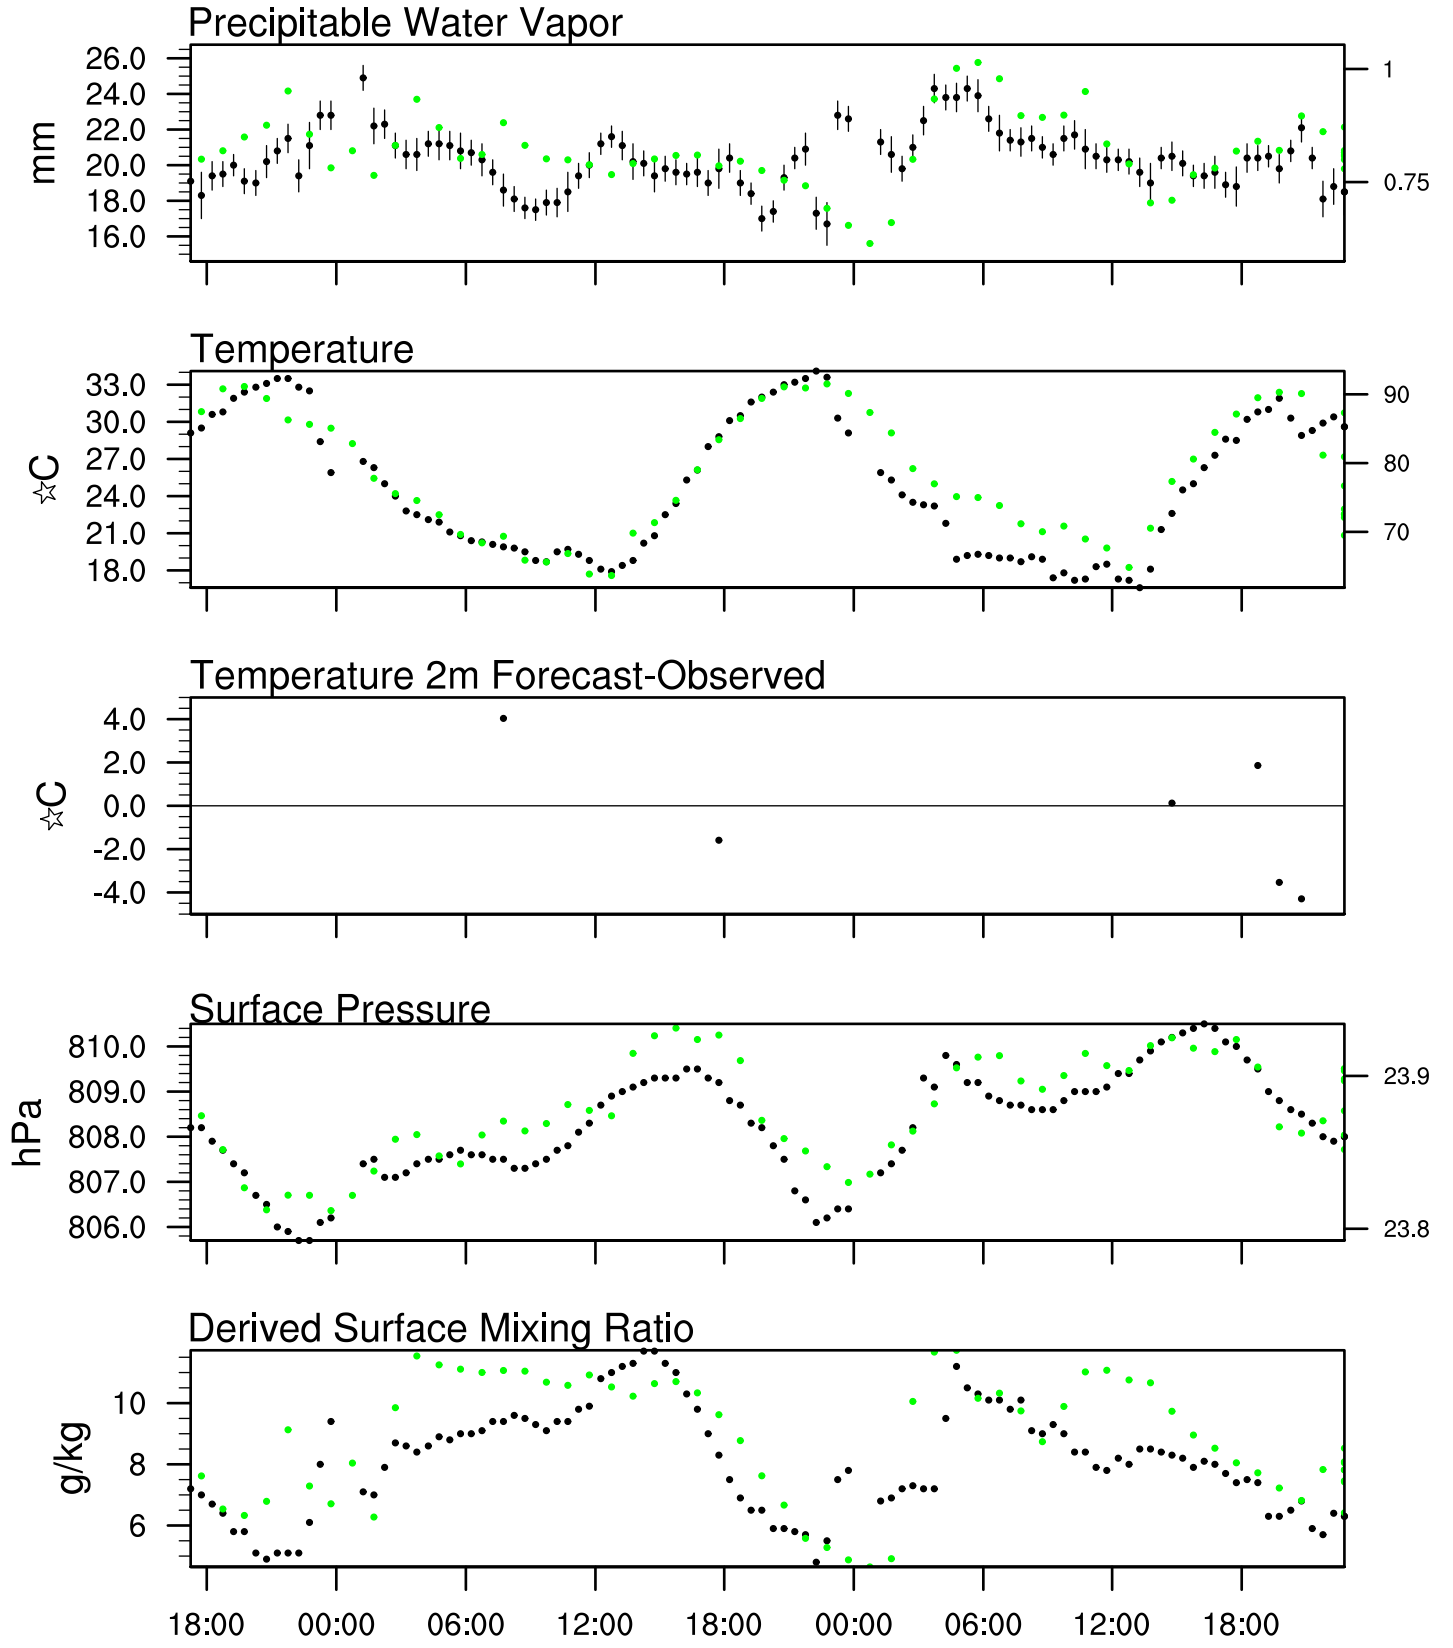 Precipitable Water Vapor
26.0
24.0
22.0
20.0
18.0
16.0
mm
1
0.75
Temperature
33.0
30.0
27.0
24.0
21.0
18.0
☆C
90
80
70
Temperature 2m Forecast-Observed
4.0
2.0
0.0
-2.0
-4.0
☆C
Surface Pressure
810.0
809.0
808.0
807.0
806.0
hPa
23.9
23.8
Derived Surface Mixing Ratio
10
8
6
g/kg
18:00 00:00 06:00 12:00 18:00 00:00 06:00 12:00 18:00